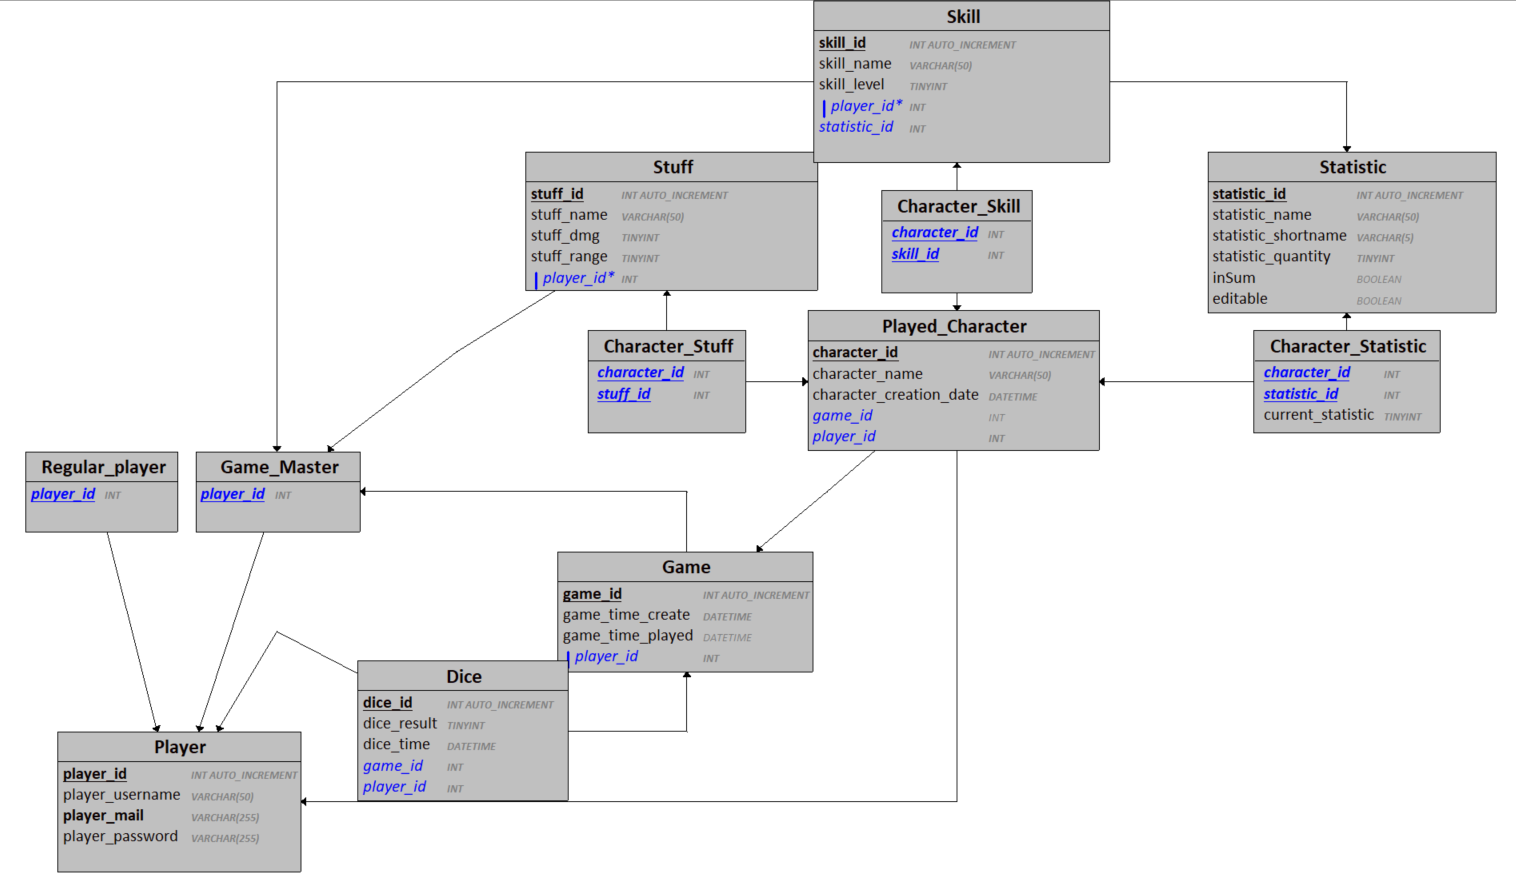 Skill
skill_id INT AUTO_INCREMENT
skill_name VARCHAR(50)
skill_level TINYINT
player_id* INT
statistic_id INT
Stuff
stuff_id INT AUTO_INCREMENT
stuff_name VARCHAR(50)
stuff_dmg TINYINT
stuff_range TINYINT
player_id* INT
Character_Skill
character_id INT
skill_id INT
Statistic
statistic_id INT AUTO_INCREMENT
statistic_name VARCHAR(50)
statistic_shortname VARCHAR(5)
statistic_quantity TINYINT
inSum BOOLEAN
editable BOOLEAN
Character_Stuff
character_id INT
stuff_id INT
Played_Character
character_id INT AUTO_INCREMENT
character_name VARCHAR(50)
character_creation_date DATETIME
game_id INT
player_id INT
Character_Statistic
character_id INT
statistic_id INT
current_statistic TINYINT
Regular_player
player_id INT
Game_Master
player_id INT
Game
game_id INT AUTO_INCREMENT
game_time_create DATETIME
game_time_played DATETIME
player_id INT
Dice
dice_id INT AUTO_INCREMENT
dice_result TINYINT
dice_time DATETIME
game_id INT
player_id INT
Player
player_id INT AUTO_INCREMENT
player_username VARCHAR(50)
player_mail VARCHAR(255)
player_password VARCHAR(255)